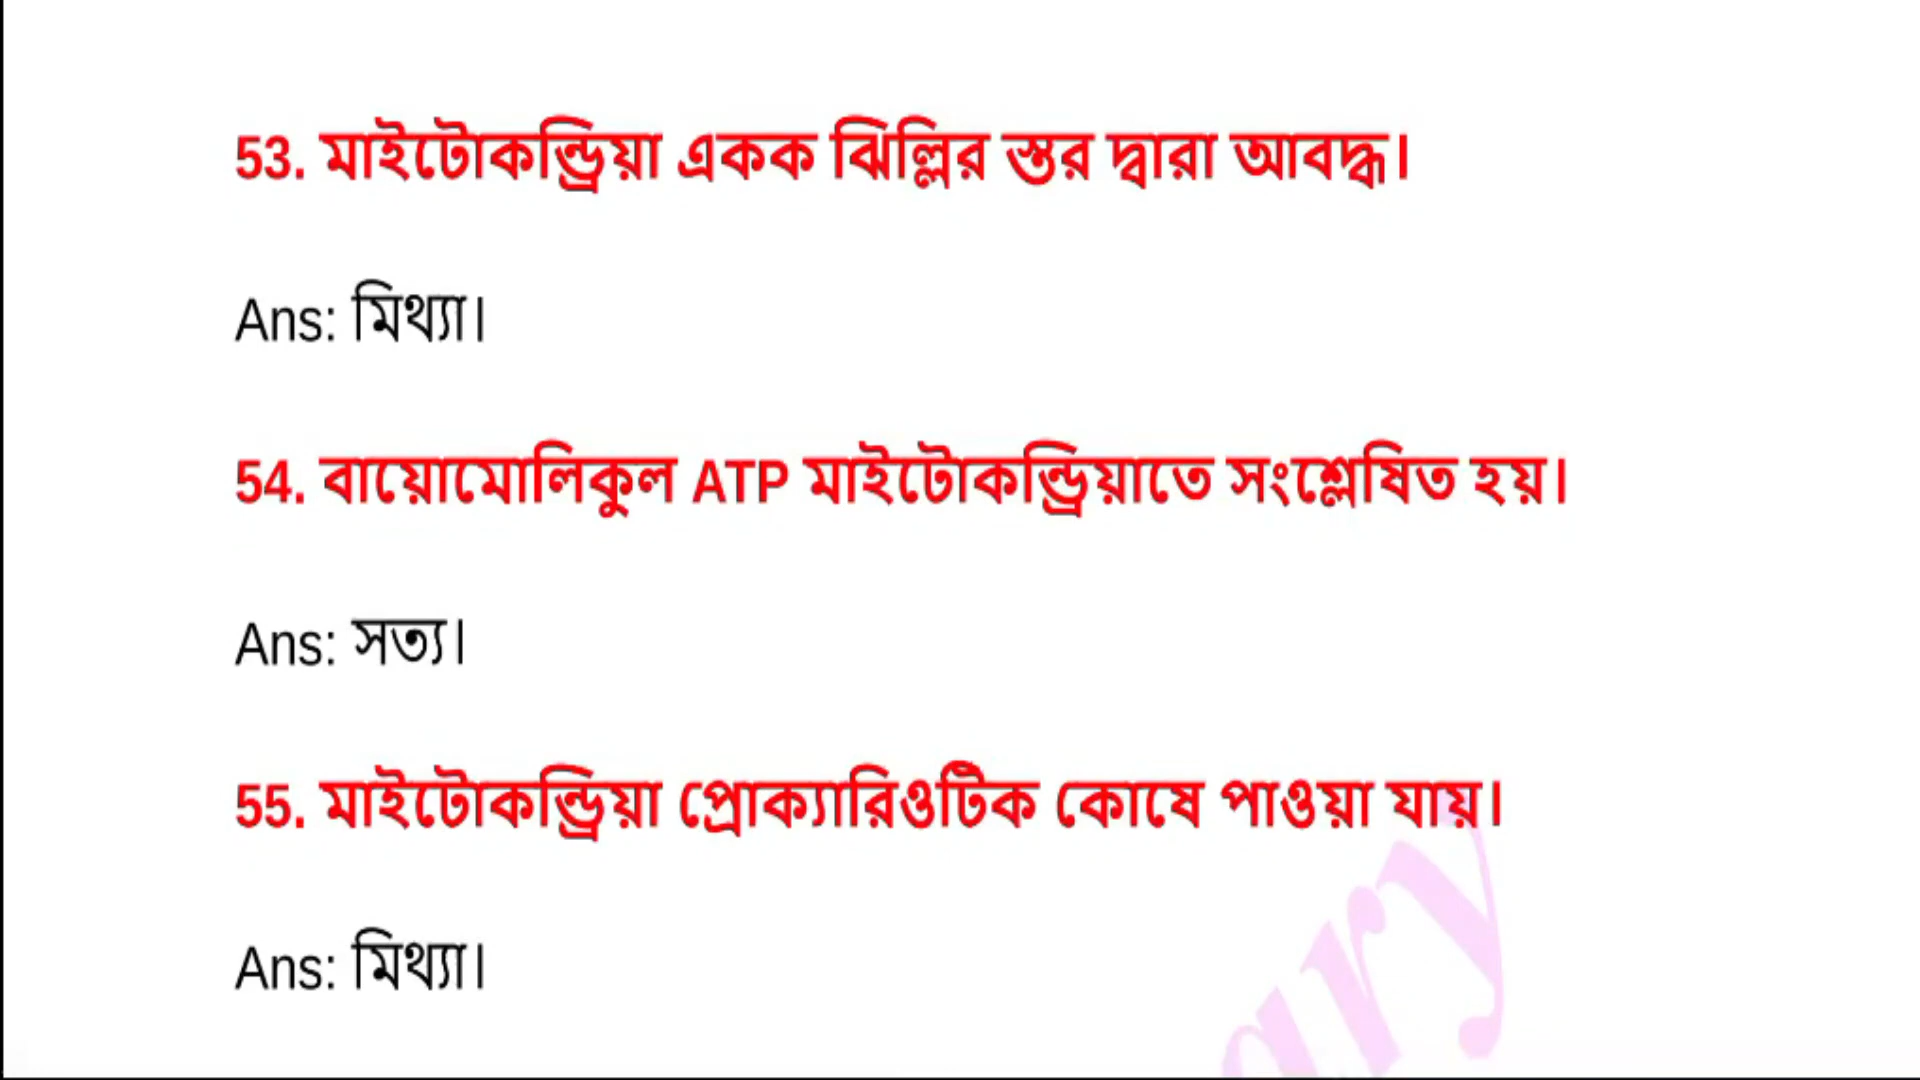 53. মাইটোকন্ড্রিয়া একক ঝিল্লির স্তর দ্বারা আবদ্ধ।
Ans: মিথ্যা।
54. বায়োমোলিকুল ATP মাইটোকন্ড্রিয়াতে সংশ্লেষিত হয়।
Ans: সত্য।
55. মাইটোকন্ড্রিয়া প্রোক্যারিওটিক কোষে পাওয়া যায়।
Ans: মিথ্যা।
ary